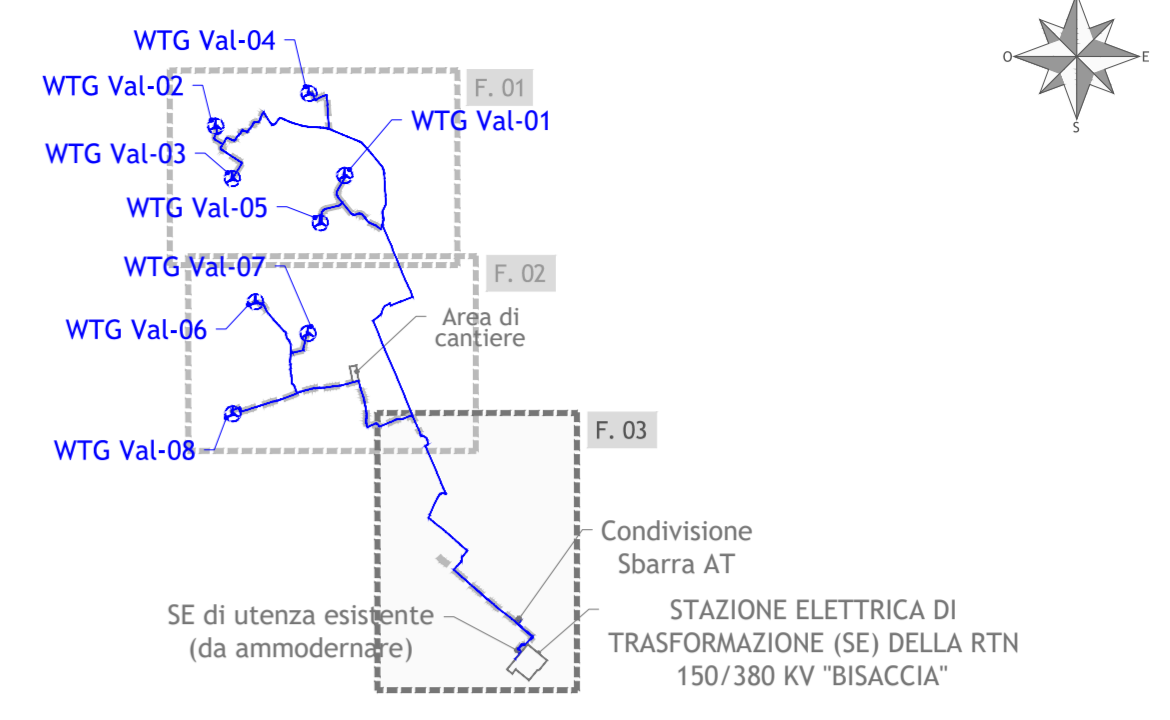 WTG Val-04
WTG Val-02
F. 01
WTG Val-01
WTG Val-03
WTG Val-05
WTG Val-07
F. 02
WTG Val-06
Area di
cantiere
WTG Val-08
F. 03
Condivisione
Sbarra AT
SE di utenza esistente
(da ammodernare)
STAZIONE ELETTRICA DI
TRASFORMAZIONE (SE) DELLA RTN
150/380 KV "BISACCIA"
O
E
S